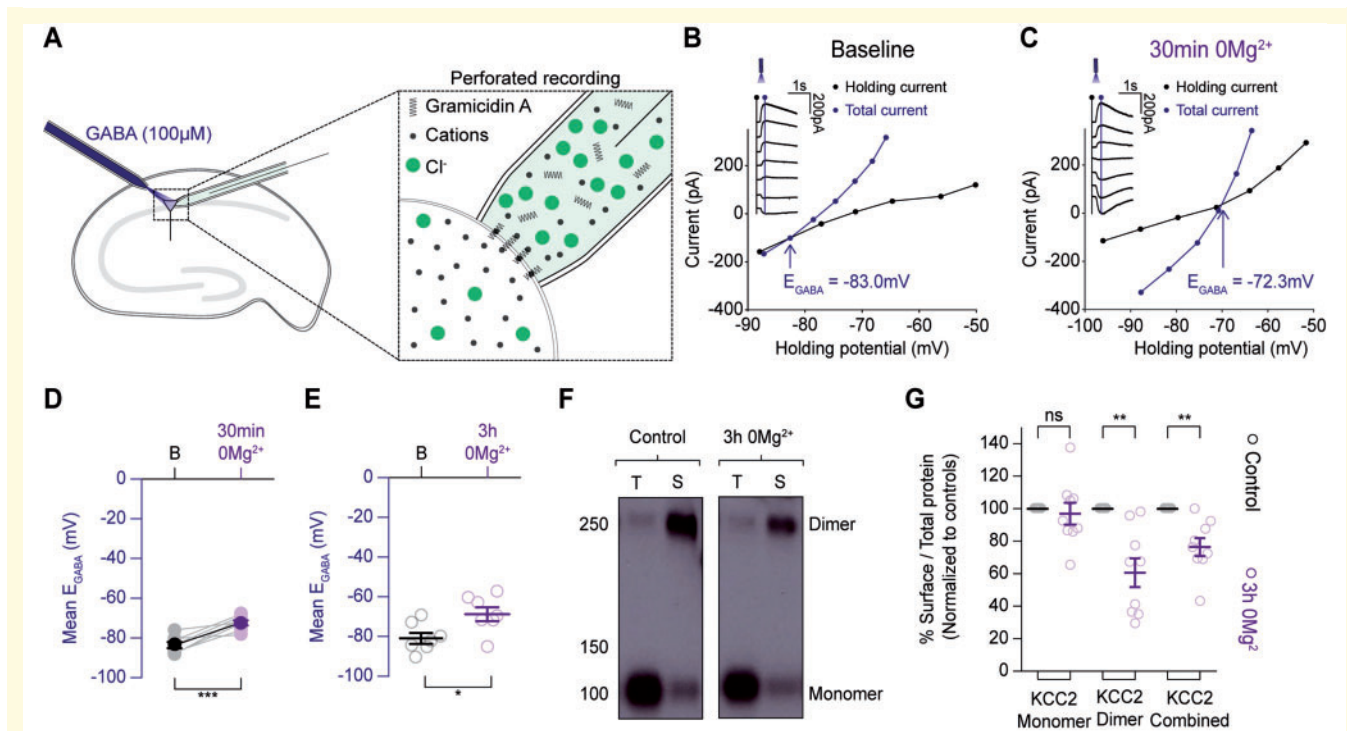 A
GABA (100µM)
Perforated recording
Gramicidin A
Cations
Cl-
B
Baseline
1s
200pA
Holding current
Total current
200
0
-200
-400
Current (pA)
EGABA = -83.0mV
-90 -80 -70 -60 -50
Holding potential (mV)
C
30min 0Mg2+
1s
200pA
Holding current
Total current
200
0
-200
-400
Current (pA)
EGABA = -72.3mV
-100 -90 -80 -70 -60 -50
Holding potential (mV)
D
B
30min
0Mg2+
0
-20
-40
-60
-80
-100
Mean EGABA (mV)
***
E
B
3h
0Mg2+
0
-20
-40
-60
-80
-100
Mean EGABA (mV)
*
F
Control 3h 0Mg2+
T S T S
250
150
100
Dimer
Monomer
G
ns ** **
140
120
100
80
60
40
20
0
% Surface / Total protein
(Normalized to controls)
KCC2 KCC2 KCC2
Monomer Dimer Combined
Control
3h 0Mg2